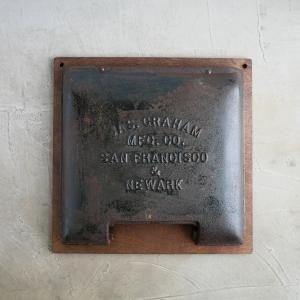 J.S. GRAHAM
MFG. CO.
SAN FRANCISCO
&
NEWARK